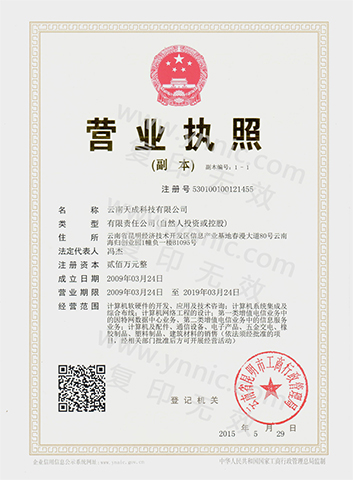 营业执照
(副 本) 副本编号：1 - 1
注 册 号 530100100121455
名 称 云南天成科技有限公司
类 型 有限责任公司(自然人投资或控股)
住 所 云南省昆明经济技术开发区信息产业基地春漫大道80号云南
海归创业园1幢负一楼B1095号
法定代表人 冯杰
注 册 资 本 贰佰万元整
成 立 日 期 2009年03月24日
营 业 期 限 2009年03月24日 至 2019年03月24日
经 营 范 围 计算机软硬件的开发、应用及技术咨询；计算机系统集成及
综合布线；计算机网络工程的设计；第一类增值电信业务中
的因特网数据中心业务、第二类增值电信业务中的信息服务
业务；计算机及配件、通信设备、电子产品、五金交电、橡
胶制品、塑料制品、建筑材料的销售（依法须经批准的项
目，经相关部门批准后方可开展经营活动）
登 记 机 关
云南省昆明市工商行政管理局
2015 年 5 月 29 日
中华人民共和国国家工商行政管理总局监制
www.ynnic.cn
复印无效